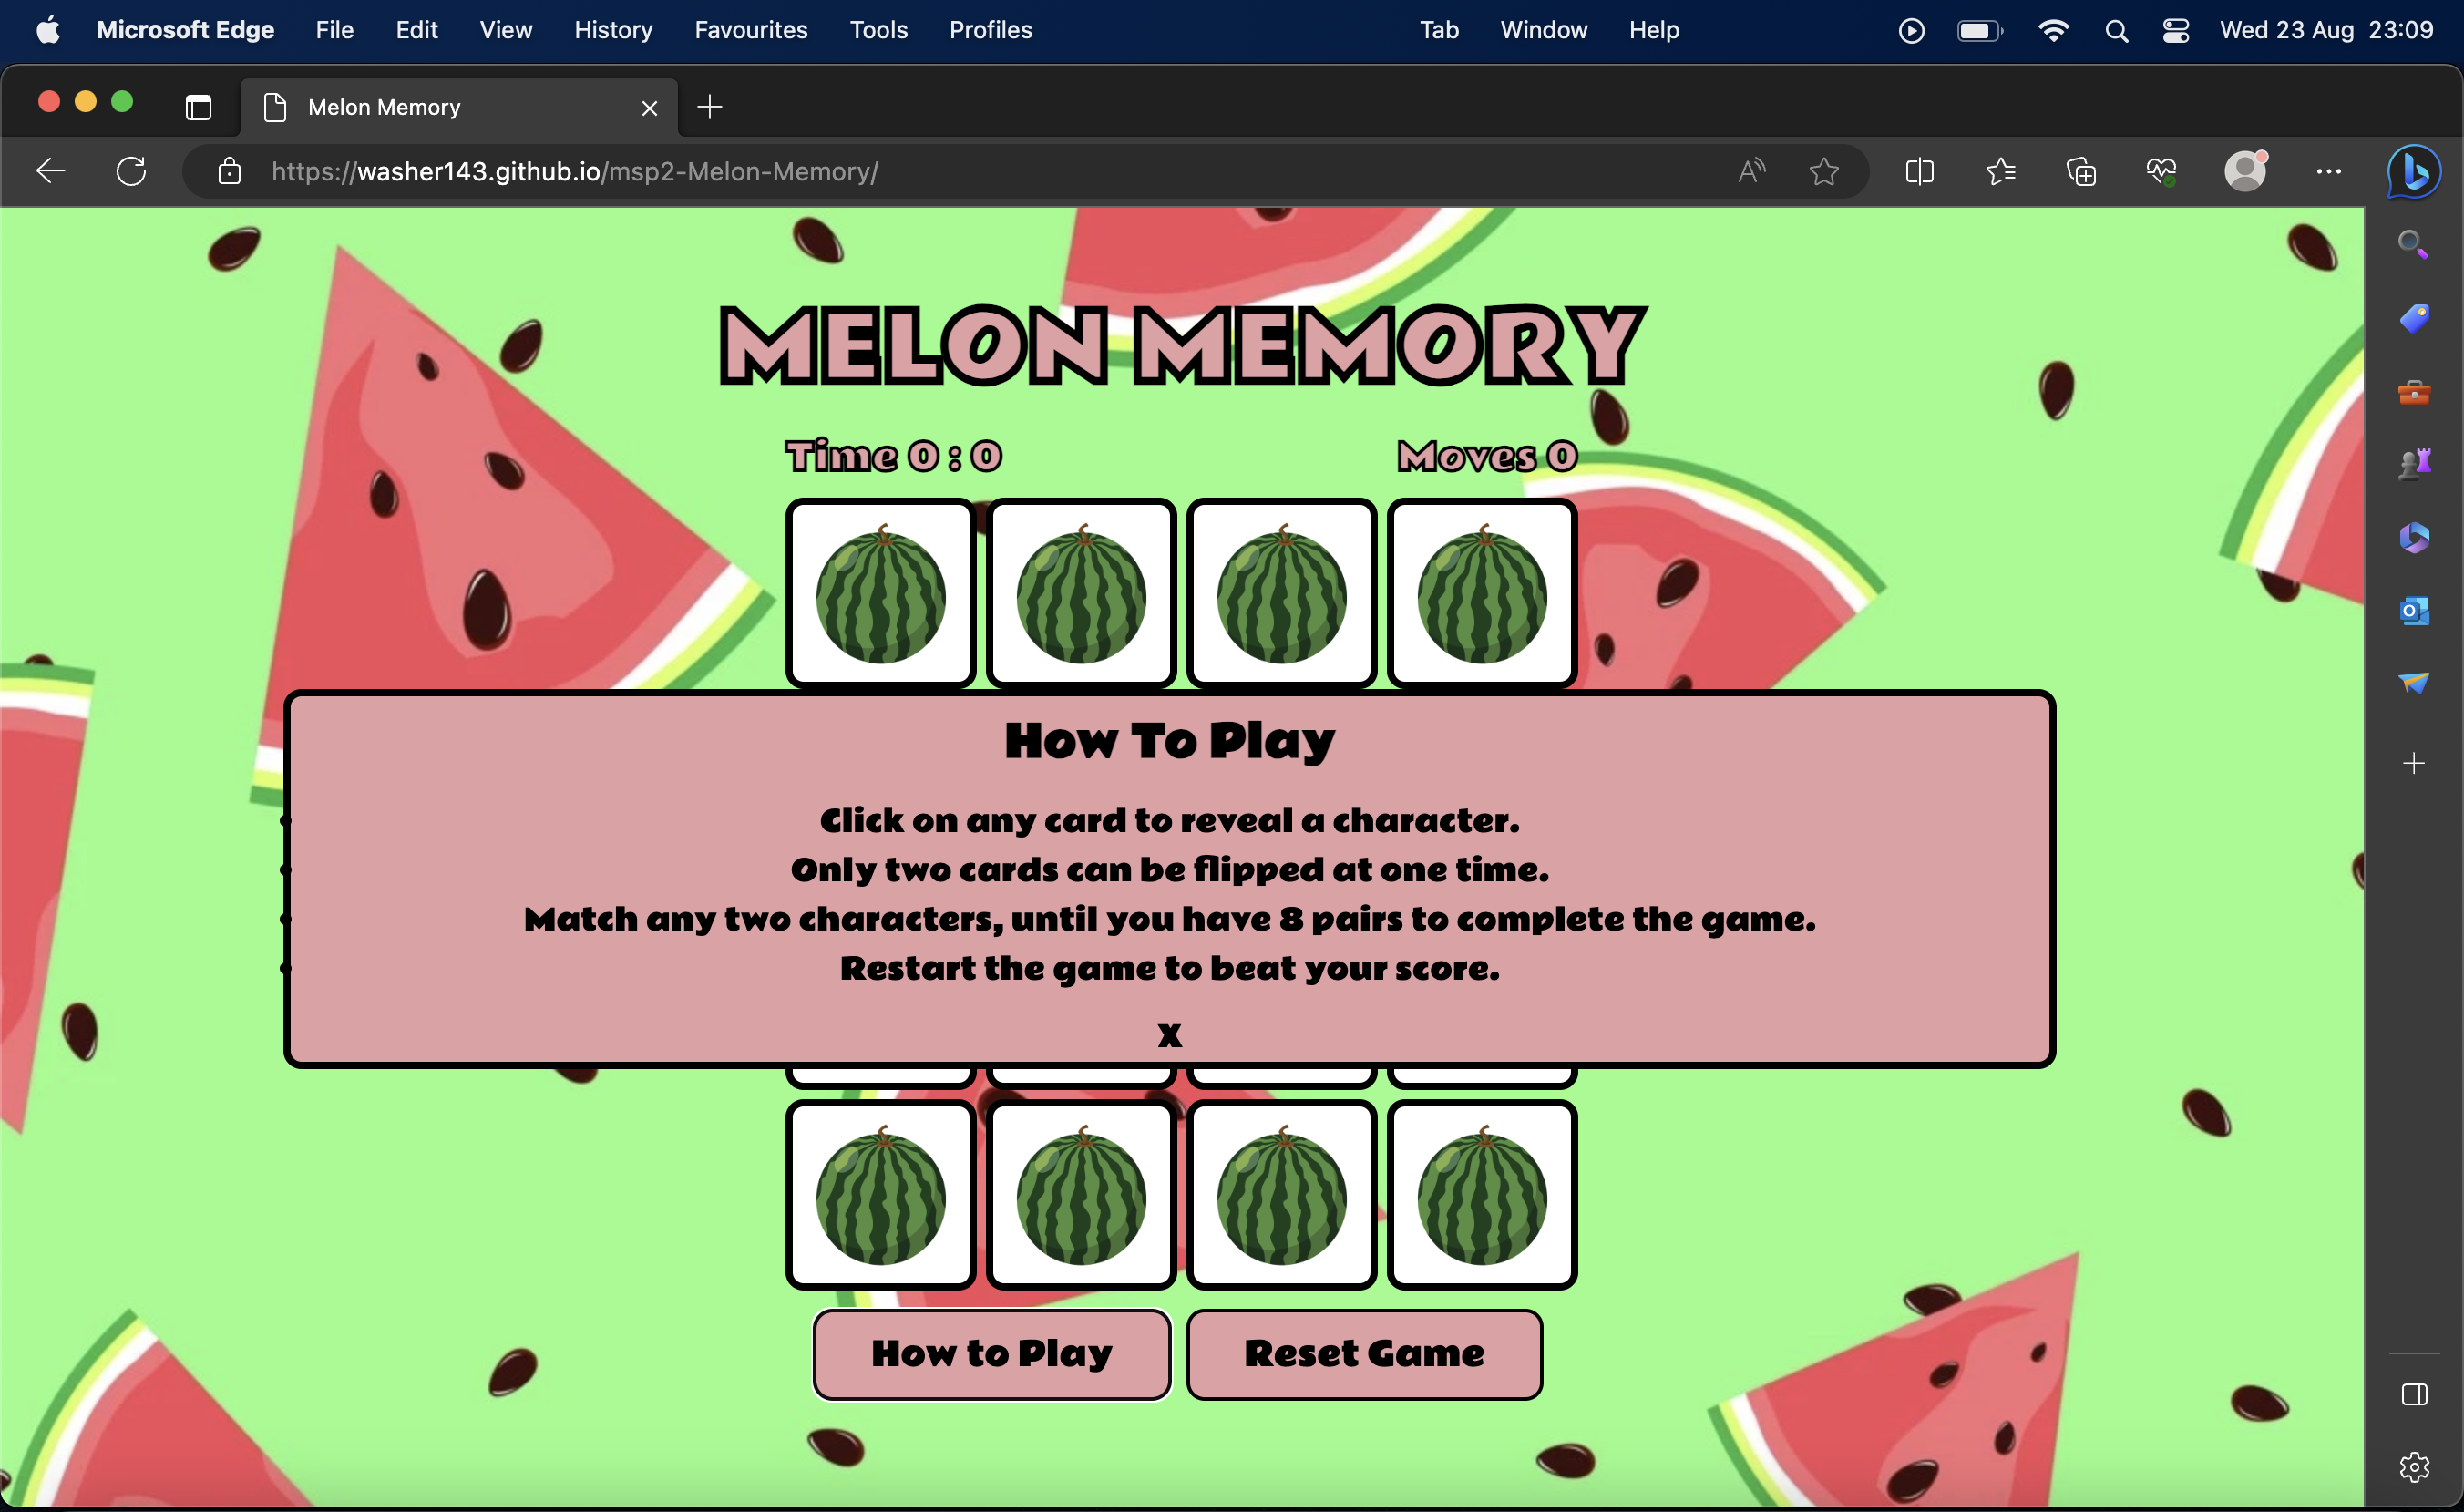 Microsoft Edge File Edit View History Favourites Tools Profiles Tab Window Help Wed 23 Aug 23:09
Melon Memory
https://washer143.github.io/msp2-Melon-Memory/
MELON MEMORY
Time 0 : 0 Moves 0
How To Play
Click on any card to reveal a character.
Only two cards can be flipped at one time.
Match any two characters, until you have 8 pairs to complete the game.
Restart the game to beat your score.
X
How to Play Reset Game